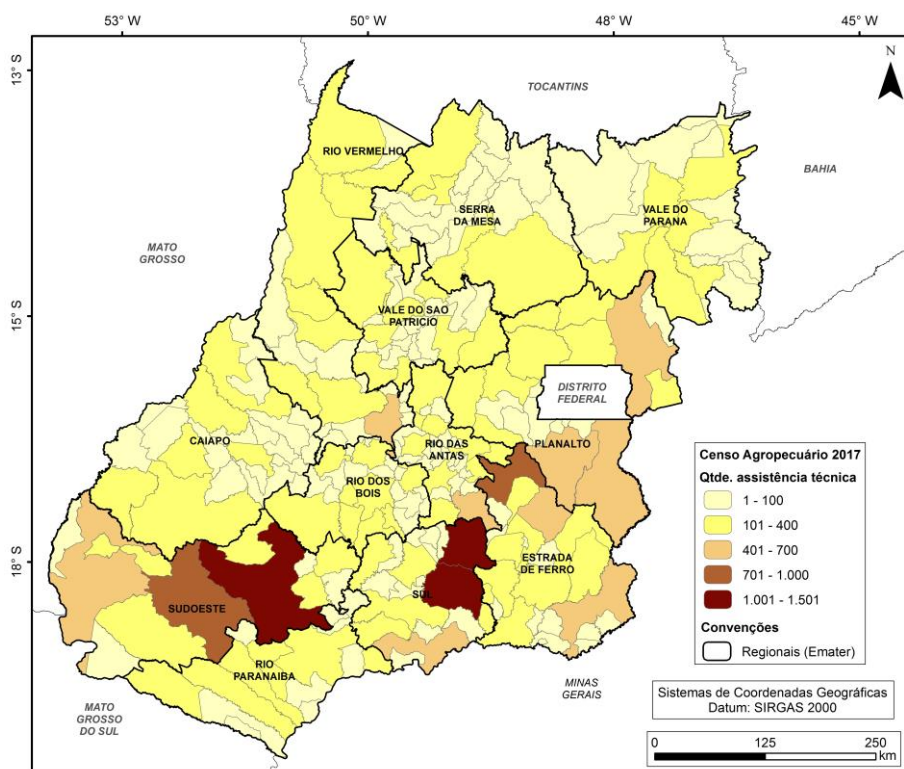 53° W
50° W
48° W
45° W
13°S
15°S
18°S
N
TOCANTINS
BAHIA
MATO
GROSSO
RIO VERMELHO
SERRA
DA MESA
VALE DO
PARANA
VALE DO SAO
PATRICIO
DISTRITO
FEDERAL
CAIAPO
RIO DAS
ANTAS
PLANALTO
RIO DOS
BOIS
ESTRADA
DE FERRO
SUL
SUDOESTE
RIO
PARANAIBA
MATO
GROSSO
DO SUL
MINAS
GERAIS
Censo Agropecuário 2017
Qtde. assistência técnica
1 - 100
101 - 400
401 - 700
701 - 1.000
1.001 - 1.501
Convenções
Regionais (Emater)
Sistemas de Coordenadas Geográficas
Datum: SIRGAS 2000
0 125 250
km